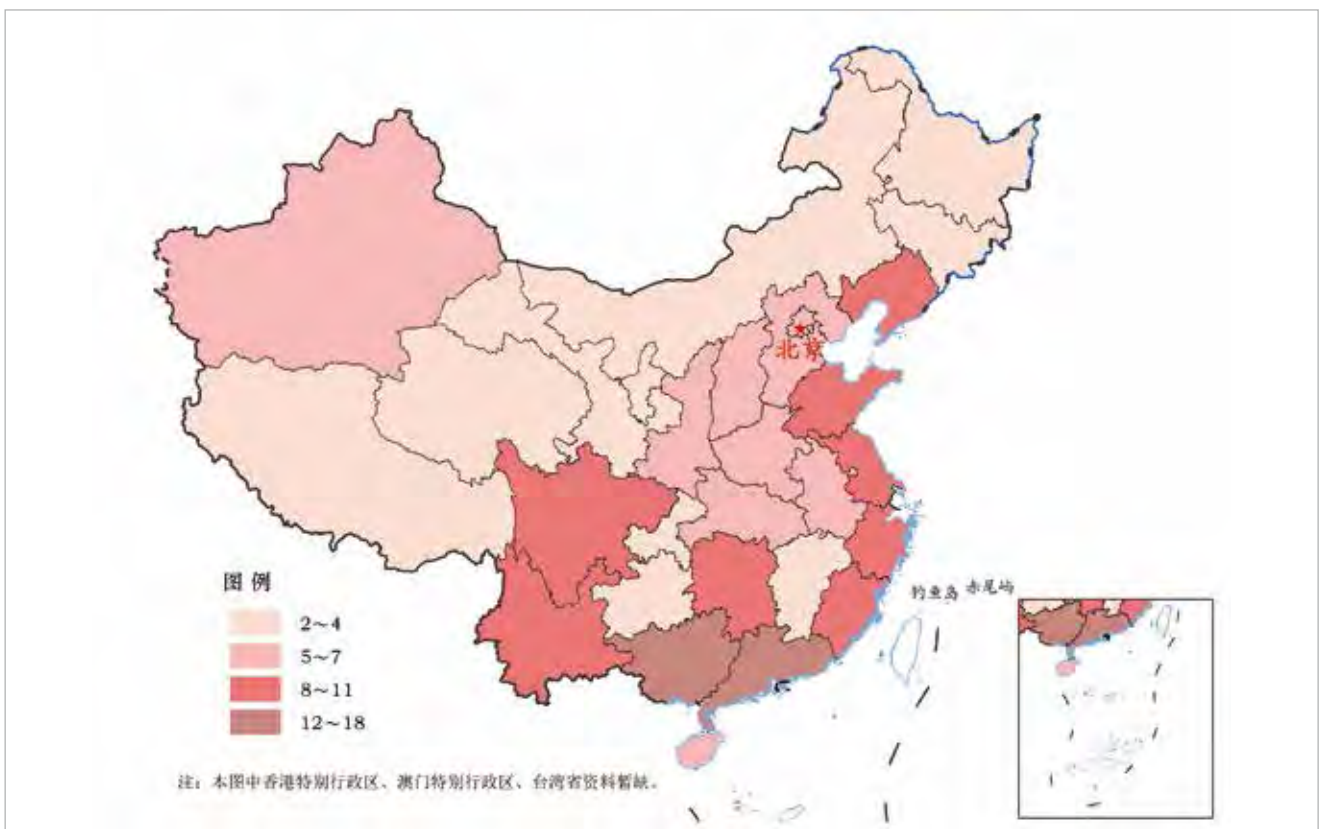 北京
钓鱼岛 赤尾屿
图例
2~4
5~7
8~11
12~18
注：本图中香港特别行政区、澳门特别行政区、台湾省资料暂缺。